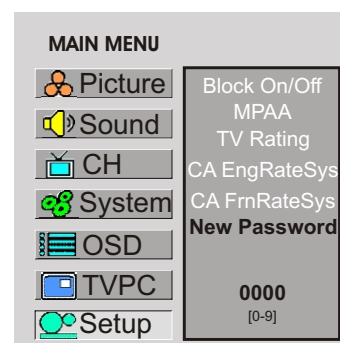 MAIN MENU
Picture
Sound
CH
System
OSD
TVPC
Setup
Block On/Off
MPAA
TV Rating
CA EngRateSys
CA FrnRateSys
New Password
0000
[0-9]